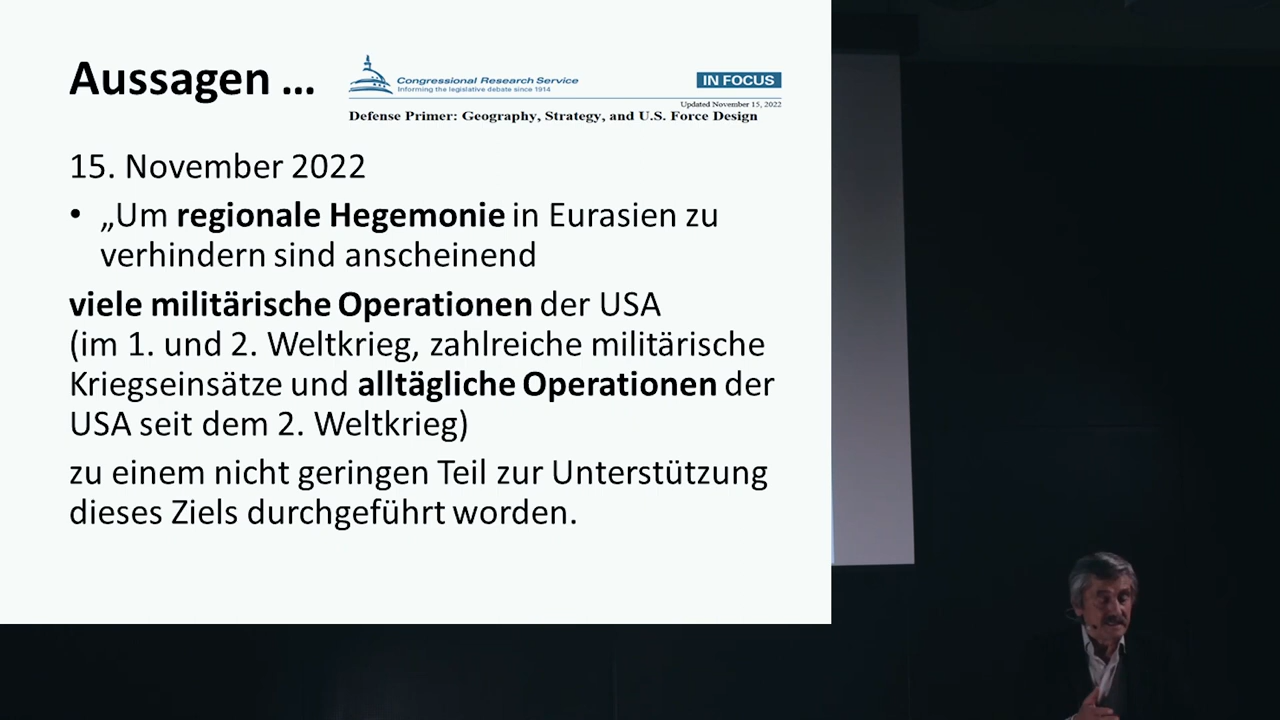 Aussagen ...
Congressional Research Service
Informing the legislative debate since 1914
IN FOCUS
Updated November 15, 2022
Defense Primer: Geography, Strategy, and U.S. Force Design
15. November 2022
• „Um regionale Hegemonie in Eurasien zu
verhindern sind anscheinend
viele militärische Operationen der USA
(im 1. und 2. Weltkrieg, zahlreiche militärische
Kriegseinsätze und alltägliche Operationen der
USA seit dem 2. Weltkrieg)
zu einem nicht geringen Teil zur Unterstützung
dieses Ziels durchgeführt worden.